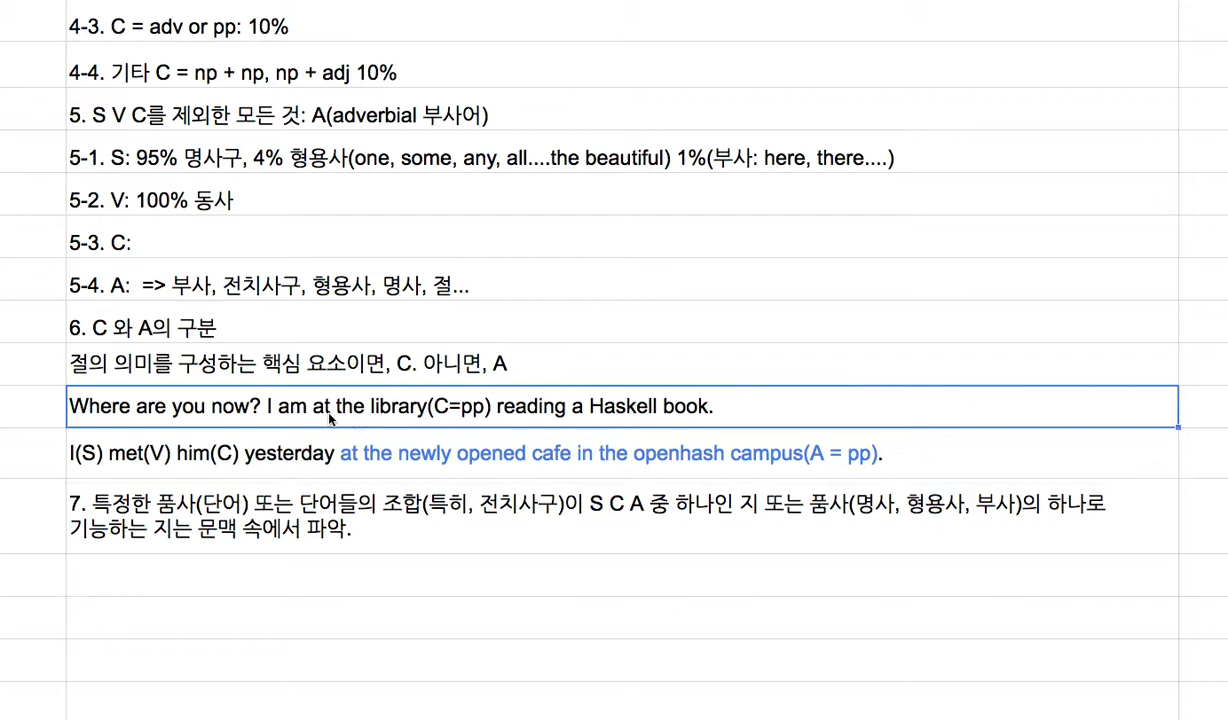 4-3. C = adv or pp: 10%
4-4. 기타 C = np + np, np + adj 10%
5. S V C를 제외한 모든 것: A(adverbial 부사어)
5-1. S: 95% 명사구, 4% 형용사(one, some, any, all....the beautiful) 1%(부사: here, there....)
5-2. V: 100% 동사
5-3. C:
5-4. A:  => 부사, 전치사구, 형용사, 명사, 절...
6. C 와 A의 구분
절의 의미를 구성하는 핵심 요소이면, C. 아니면, A
Where are you now? I am at the library(C=pp) reading a Haskell book.
I(S) met(V) him(C) yesterday at the newly opened cafe in the openhash campus(A = pp).
7. 특정한 품사(단어) 또는 단어들의 조합(특히, 전치사구)이 S C A 중 하나인 지 또는 품사(명사, 형용사, 부사)의 하나로
기능하는 지는 문맥 속에서 파악.